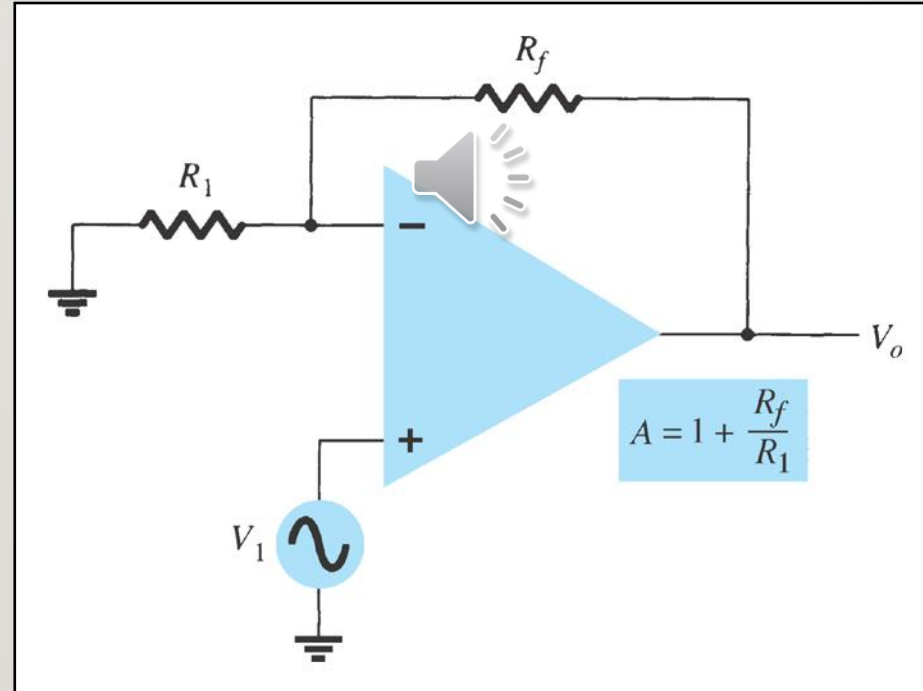 R_f
R_1
−
V_o
A = 1 + R_f / R_1
+
V_1